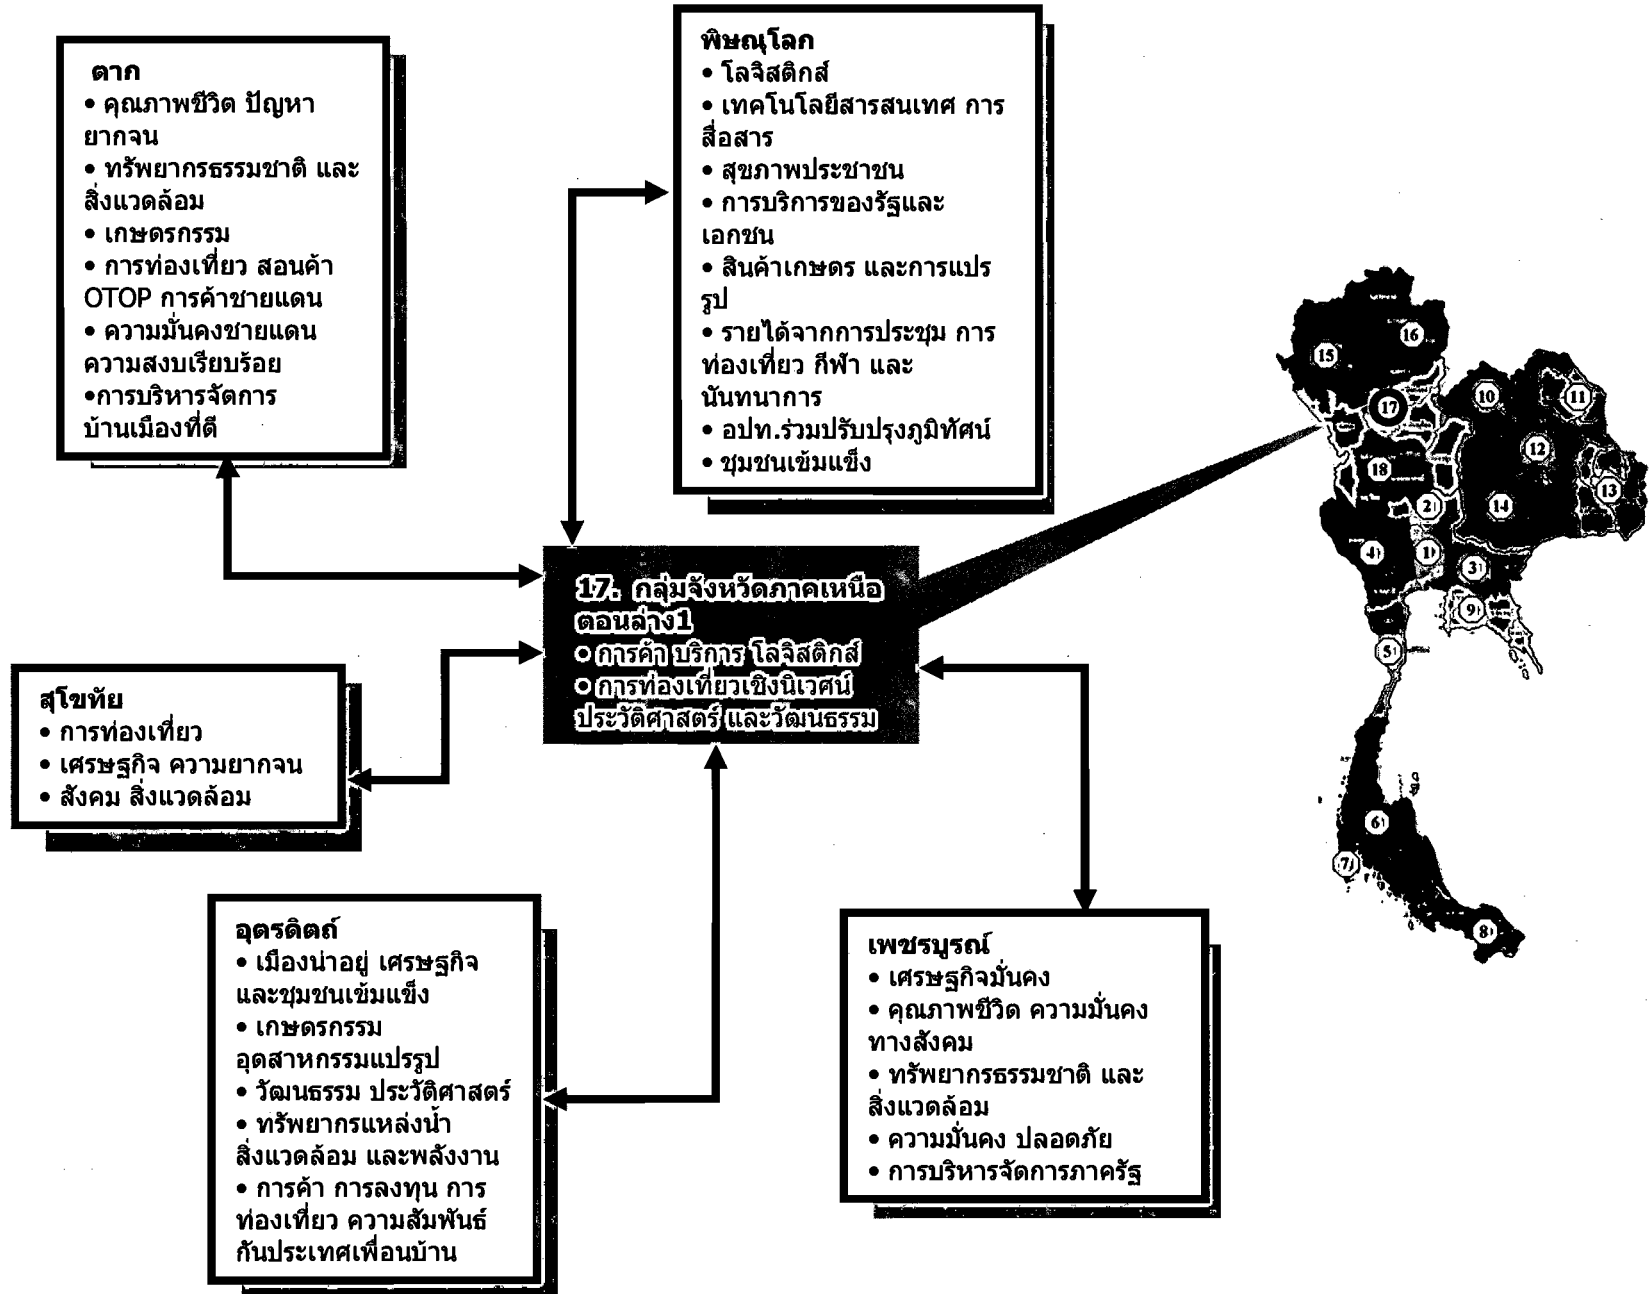 ตาก
• คุณภาพชีวิต ปัญหา
ยากจน
• ทรัพยากรธรรมชาติ และ
สิ่งแวดล้อม
• เกษตรกรรม
• การท่องเที่ยว สอนค้า
OTOP การค้าชายแดน
• ความมั่นคงชายแดน
ความสงบเรียบร้อย
•การบริหารจัดการ
บ้านเมืองที่ดี
พิษณุโลก
• โลจิสติกส์
• เทคโนโลยีสารสนเทศ การ
สื่อสาร
• สุขภาพประชาชน
• การบริการของรัฐและ
เอกชน
• สินค้าเกษตร และการแปร
รูป
• รายได้จากการประชุม การ
ท่องเที่ยว กีฬา และ
นันทนาการ
• อปท.ร่วมปรับปรุงภูมิทัศน์
• ชุมชนเข้มแข็ง
17. กลุ่มจังหวัดภาคเหนือ
ตอนล่าง1
• การค้า บริการ โลจิสติกส์
• การท่องเที่ยวเชิงนิเวศน์
ประวัติศาสตร์ และวัฒนธรรม
สุโขทัย
• การท่องเที่ยว
• เศรษฐกิจ ความยากจน
• สังคม สิ่งแวดล้อม
อุตรดิตถ์
• เมืองน่าอยู่ เศรษฐกิจ
และชุมชนเข้มแข็ง
• เกษตรกรรม
อุตสาหกรรมแปรรูป
• วัฒนธรรม ประวัติศาสตร์
• ทรัพยากรแหล่งน้ำ
สิ่งแวดล้อม และพลังงาน
• การค้า การลงทุน การ
ท่องเที่ยว ความสัมพันธ์
กันประเทศเพื่อนบ้าน
เพชรบูรณ์
• เศรษฐกิจมั่นคง
• คุณภาพชีวิต ความมั่นคง
ทางสังคม
• ทรัพยากรธรรมชาติ และ
สิ่งแวดล้อม
• ความมั่นคง ปลอดภัย
• การบริหารจัดการภาครัฐ
16
15
10
11
17
12
18
13
2
14
4
1
3
9
5
6
7
8